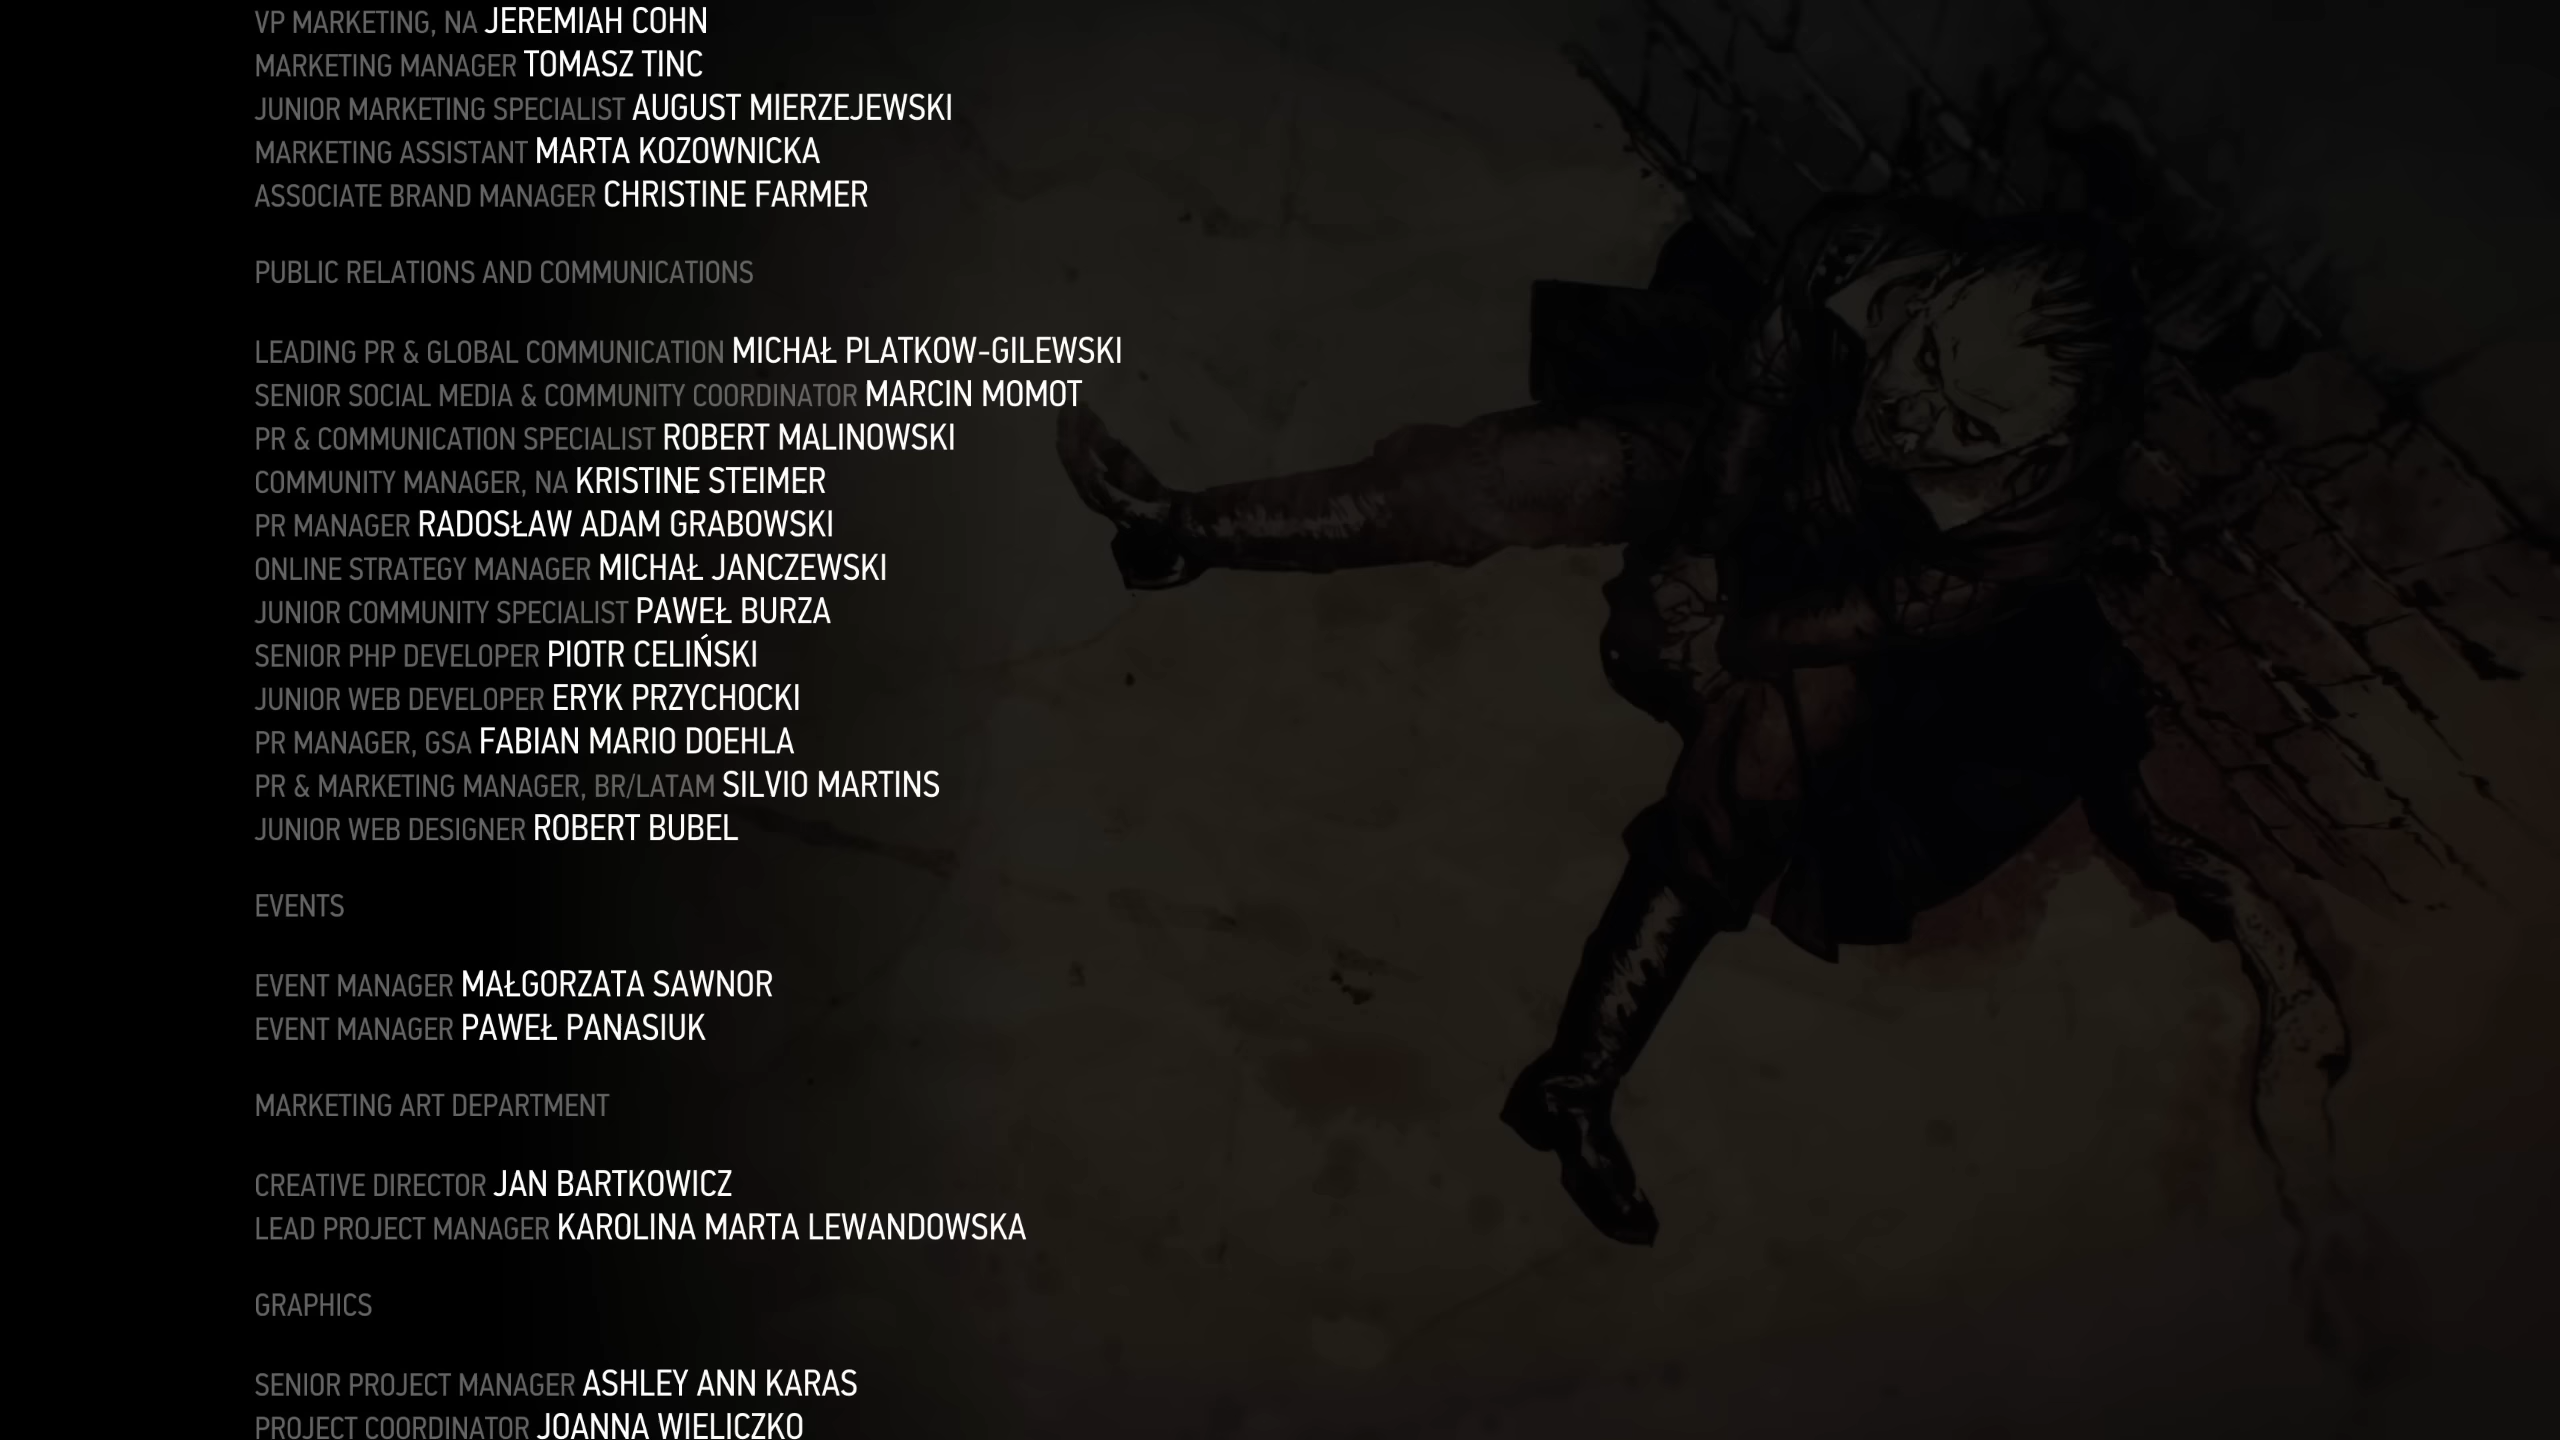 VP MARKETING, NA JEREMIAH COHN
MARKETING MANAGER TOMASZ TINC
JUNIOR MARKETING SPECIALIST AUGUST MIERZEJEWSKI
MARKETING ASSISTANT MARTA KOZOWNICKA
ASSOCIATE BRAND MANAGER CHRISTINE FARMER
PUBLIC RELATIONS AND COMMUNICATIONS
LEADING PR & GLOBAL COMMUNICATION MICHAŁ PLATKOW-GILEWSKI
SENIOR SOCIAL MEDIA & COMMUNITY COORDINATOR MARCIN MOMOT
PR & COMMUNICATION SPECIALIST ROBERT MALINOWSKI
COMMUNITY MANAGER, NA KRISTINE STEIMER
PR MANAGER RADOSŁAW ADAM GRABOWSKI
ONLINE STRATEGY MANAGER MICHAŁ JANCZEWSKI
JUNIOR COMMUNITY SPECIALIST PAWEŁ BURZA
SENIOR PHP DEVELOPER PIOTR CELIŃSKI
JUNIOR WEB DEVELOPER ERYK PRZYCHOCKI
PR MANAGER, GSA FABIAN MARIO DOEHLA
PR & MARKETING MANAGER, BR/LATAM SILVIO MARTINS
JUNIOR WEB DESIGNER ROBERT BUBEL
EVENTS
EVENT MANAGER MAŁGORZATA SAWNOR
EVENT MANAGER PAWEŁ PANASIUK
MARKETING ART DEPARTMENT
CREATIVE DIRECTOR JAN BARTKOWICZ
LEAD PROJECT MANAGER KAROLINA MARTA LEWANDOWSKA
GRAPHICS
SENIOR PROJECT MANAGER ASHLEY ANN KARAS
PROJECT COORDINATOR JOANNA WIELICZKO